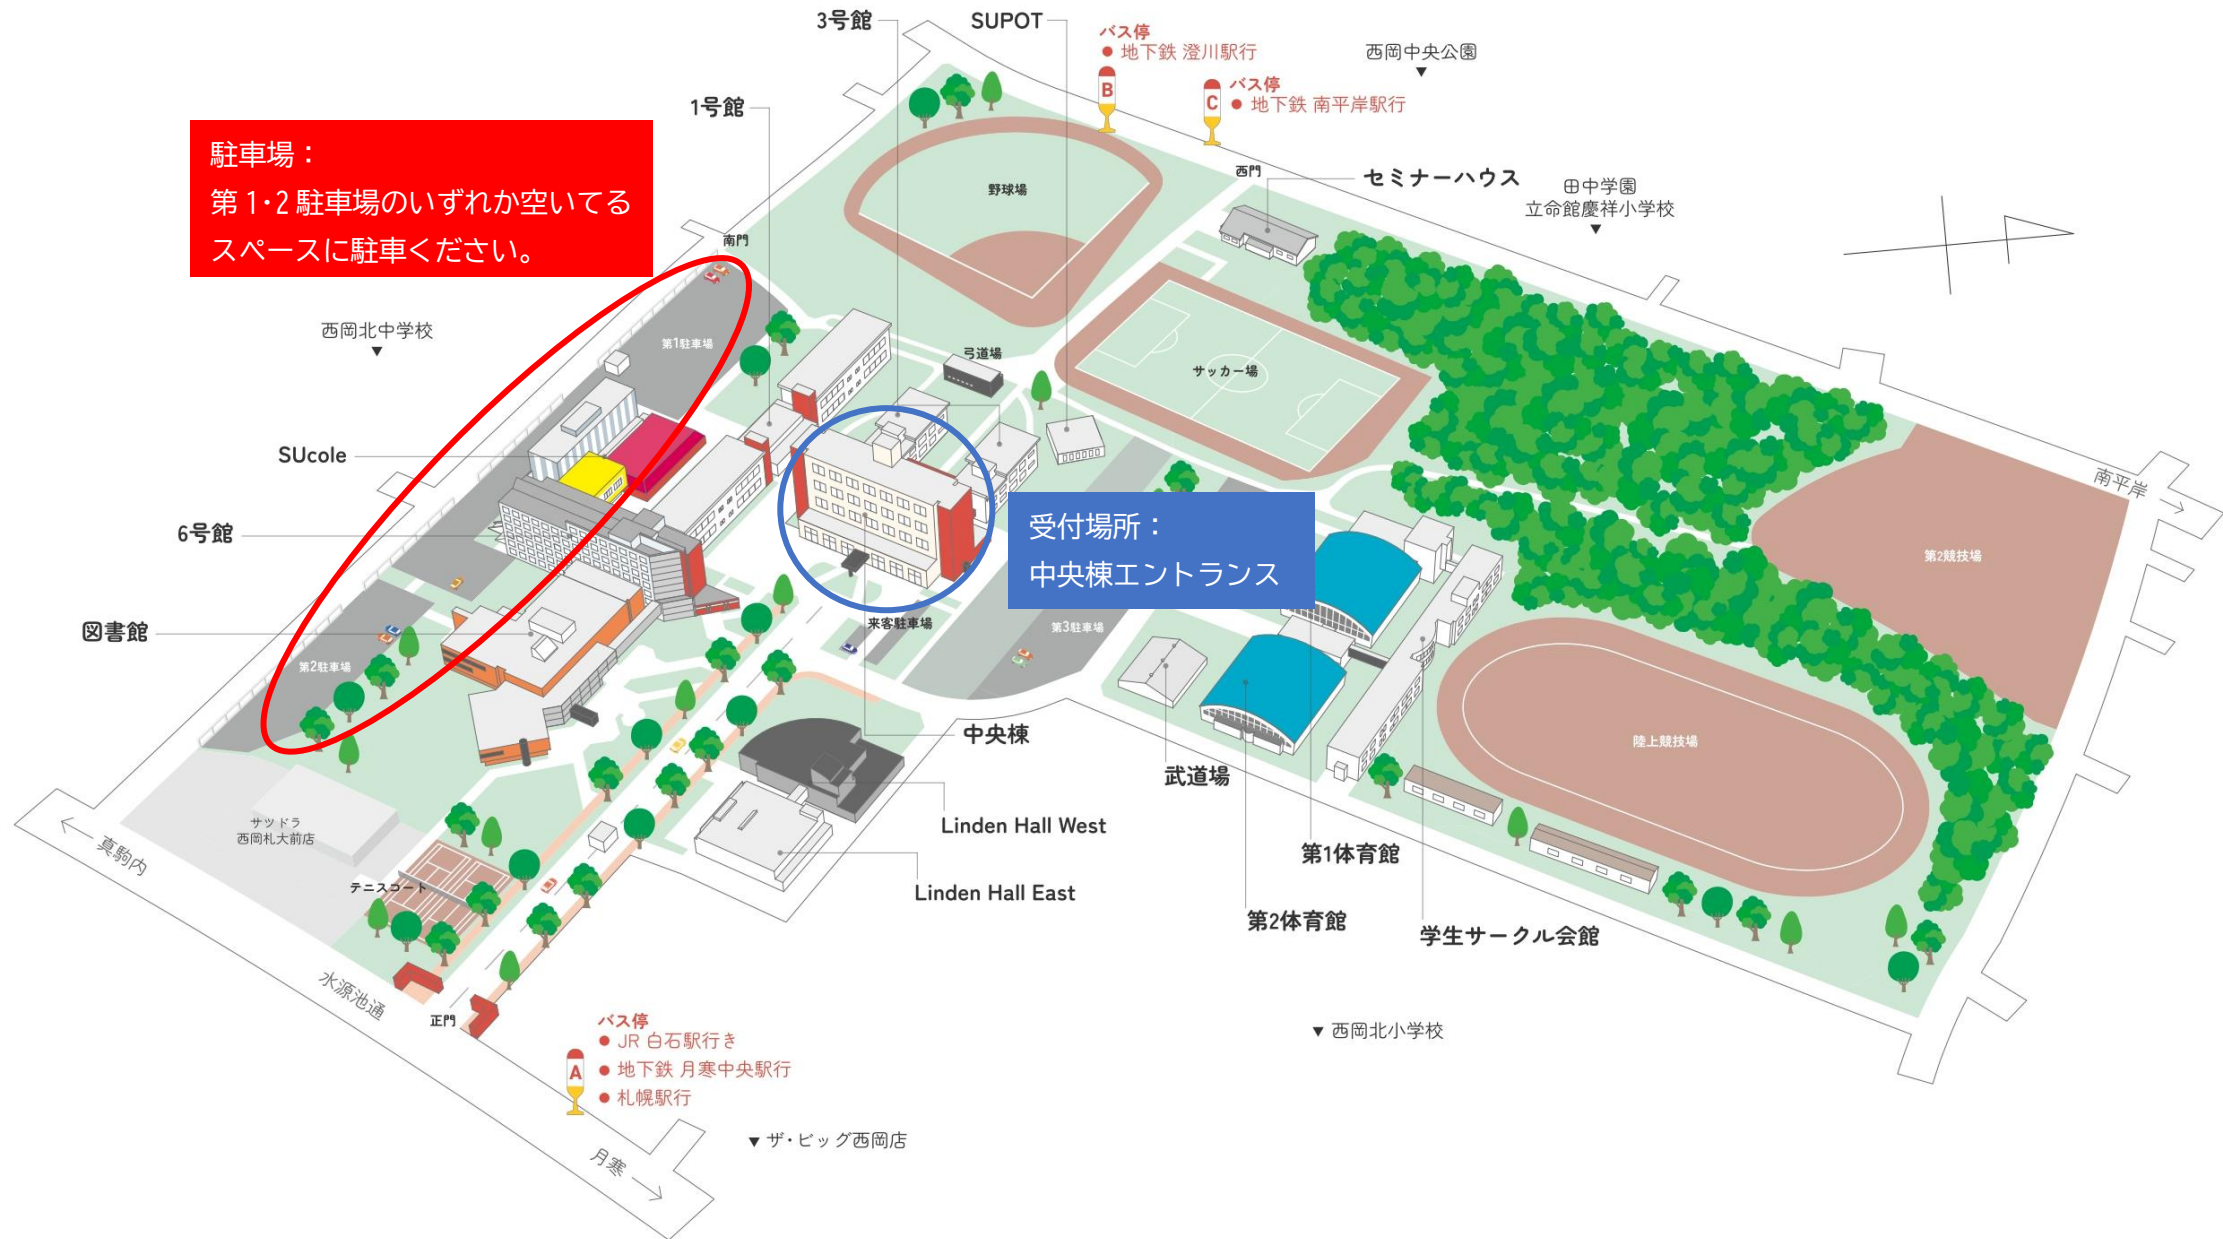 3号館
SUPOT
バス停
● 地下鉄 澄川駅行
B
バス停
● 地下鉄 南平岸駅行
C
西岡中央公園
▼
1号館
駐車場：
第1・2駐車場のいずれか空いてる
スペースに駐車ください。
野球場
西門
セミナーハウス
田中学園
立命館慶祥小学校
▼
南門
西岡北中学校
▼
第1駐車場
弓道場
サッカー場
SUcole
南平岸
6号館
受付場所：
中央棟エントランス
第2競技場
図書館
来客駐車場
第3駐車場
第2駐車場
中央棟
陸上競技場
武道場
サツドラ
西岡札大前店
Linden Hall West
真駒内
第1体育館
テニスコート
Linden Hall East
第2体育館
学生サークル会館
水源池通
正門
バス停
● JR 白石駅行き
● 地下鉄 月寒中央駅行
● 札幌駅行
A
▼ 西岡北小学校
▼ ザ・ビッグ西岡店
月寒